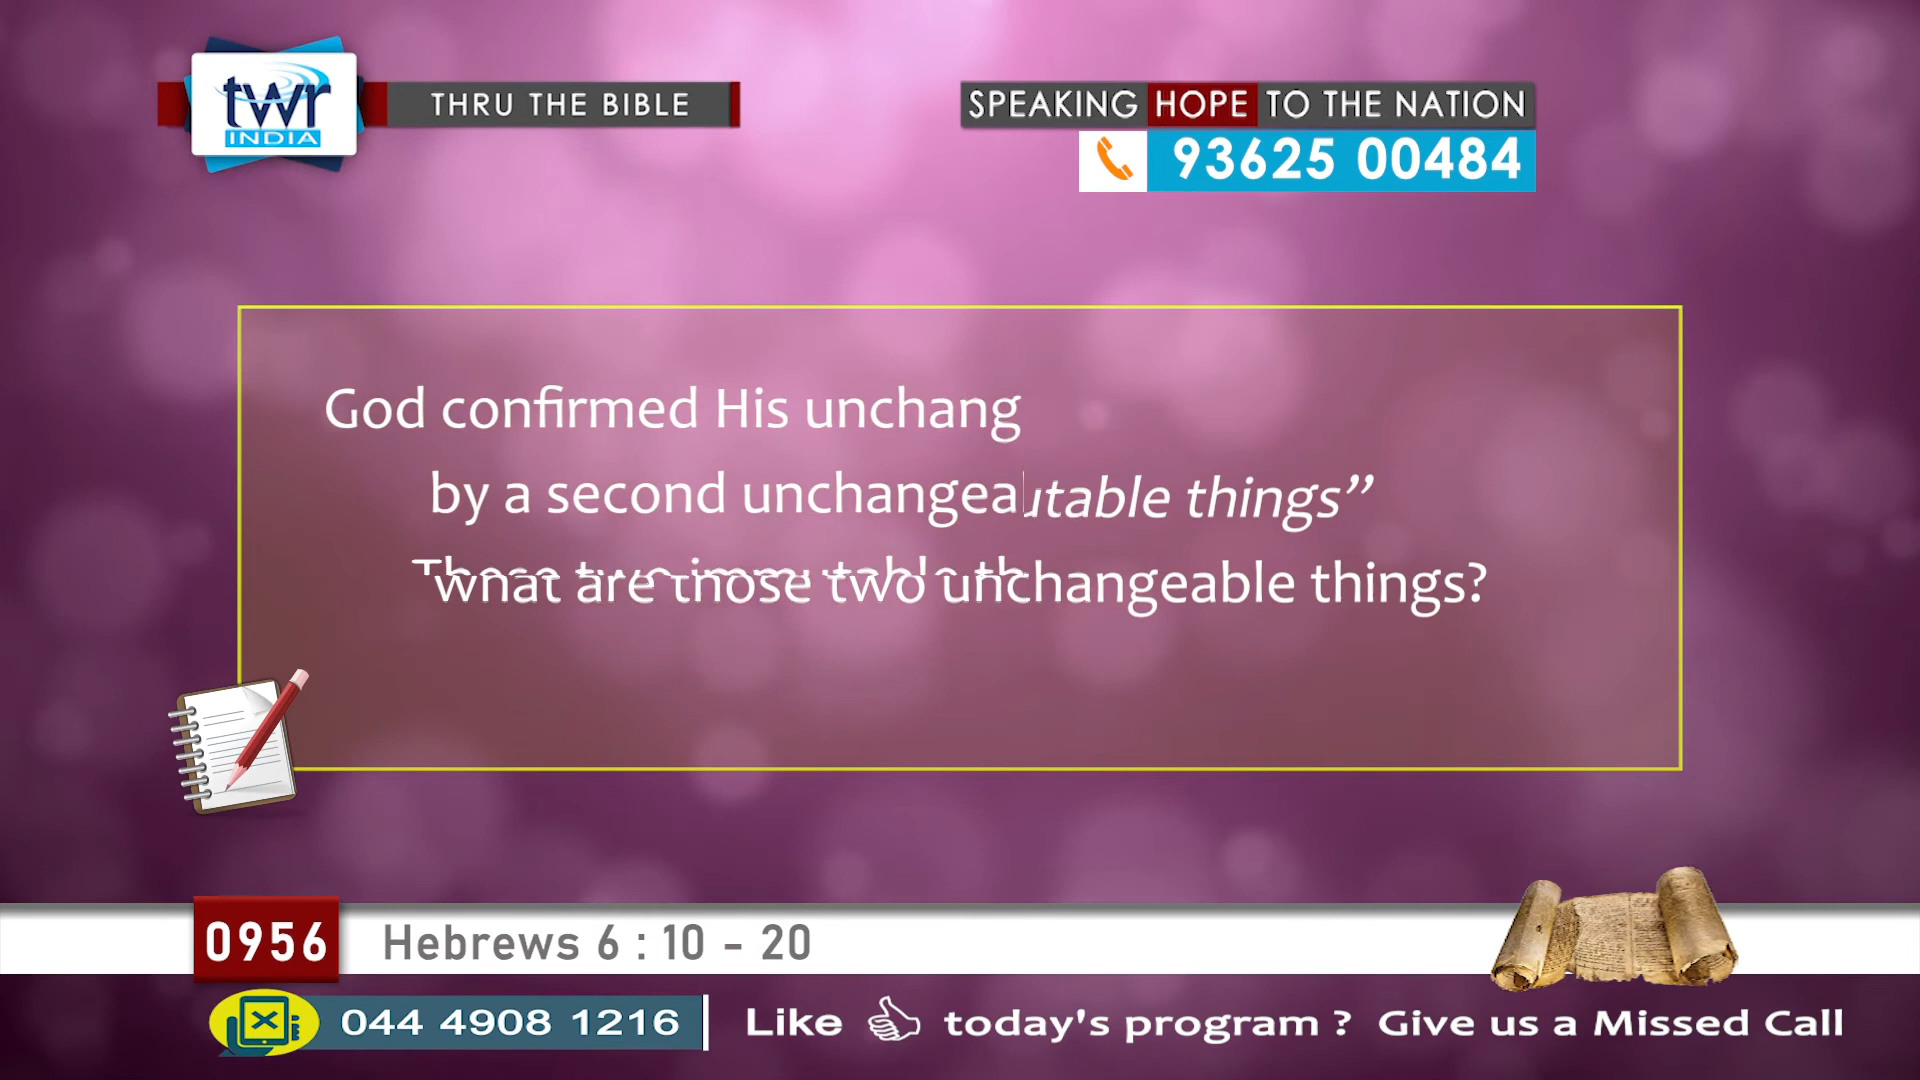 twr
INDIA
THRU THE BIBLE
SPEAKING HOPE TO THE NATION
93625 00484
God confirmed His unchang
by a second unchangea
utable things”
what are those two unchangeable things?
0956
Hebrews 6 : 10 - 20
044 4908 1216
Like today's program ? Give us a Missed Call